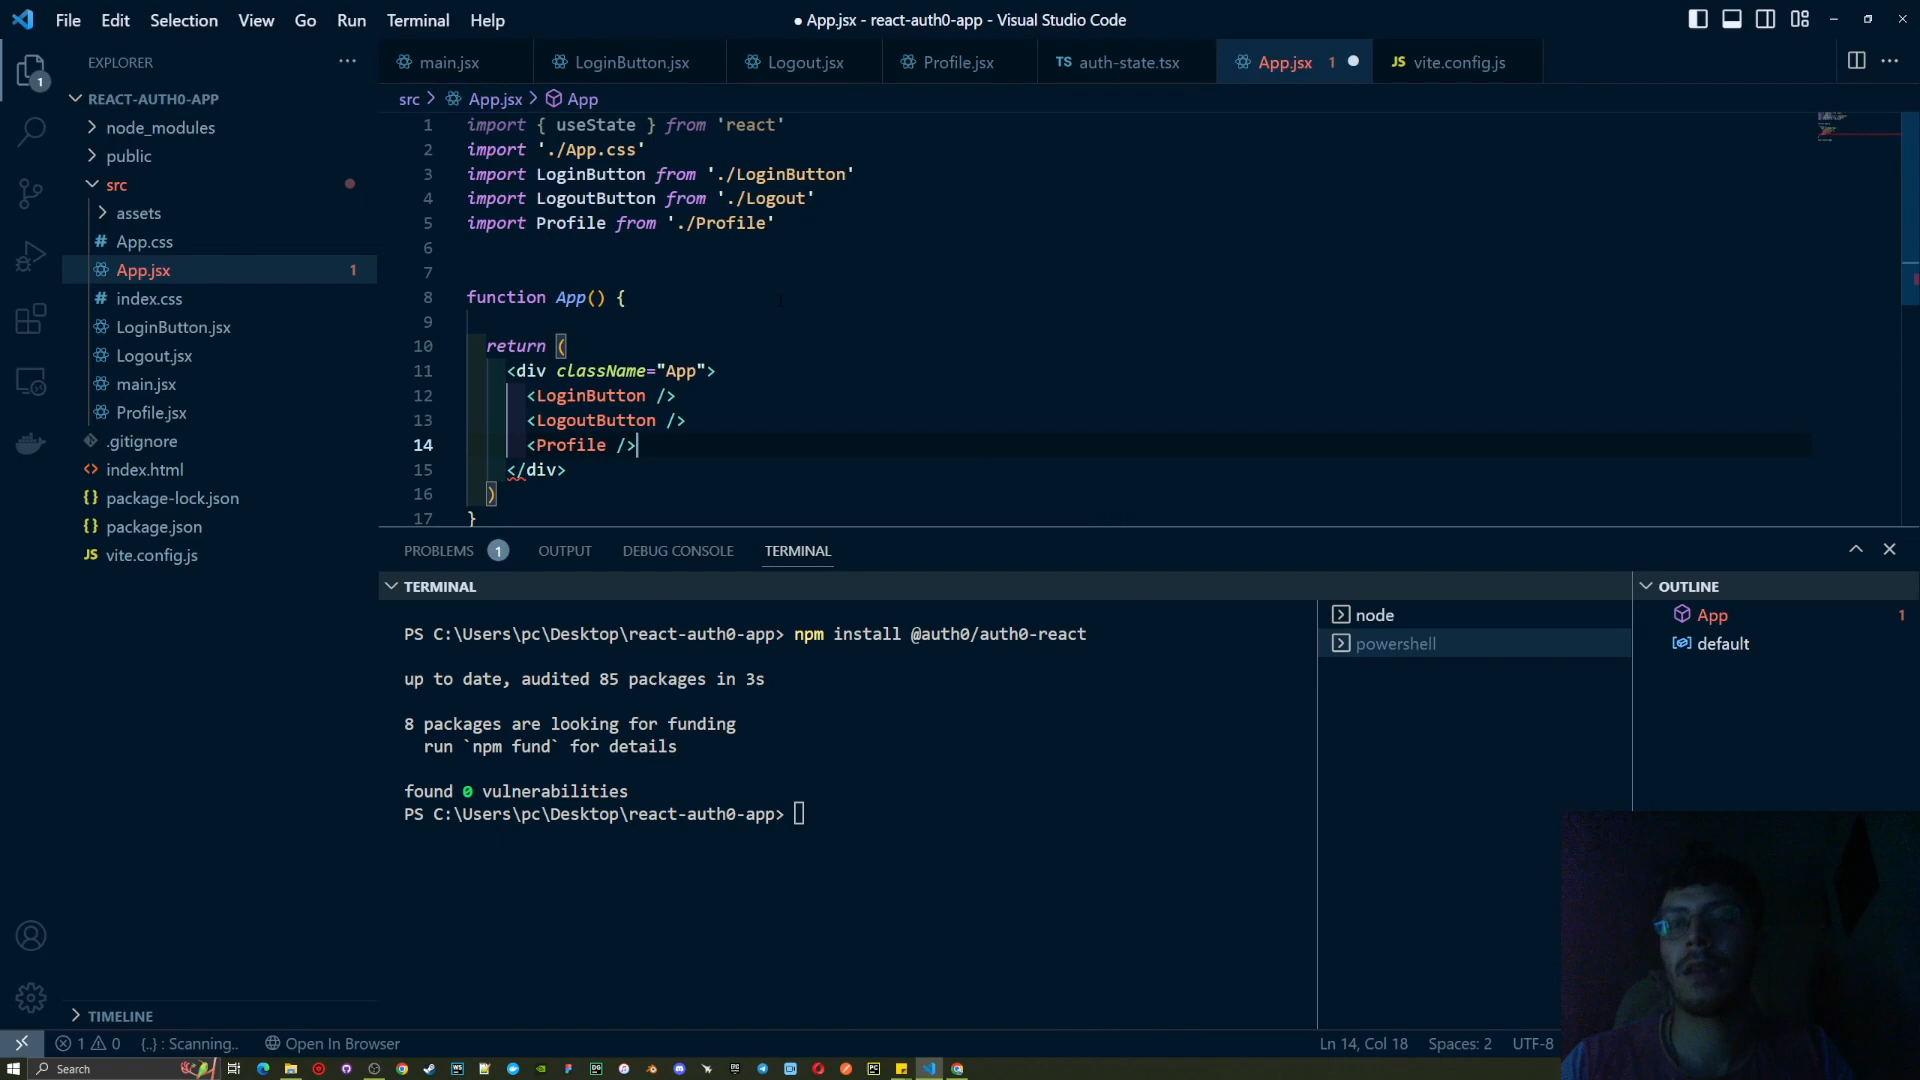 File Edit Selection View Go Run Terminal Help
● App.jsx - react-auth0-app - Visual Studio Code
EXPLORER
1
REACT-AUTH0-APP
node_modules
public
src
assets
# App.css
App.jsx 1
# index.css
LoginButton.jsx
Logout.jsx
main.jsx
Profile.jsx
.gitignore
<> index.html
{} package-lock.json
{} package.json
JS vite.config.js
TIMELINE
main.jsx
LoginButton.jsx
Logout.jsx
Profile.jsx
TS auth-state.tsx
App.jsx 1 ●
JS vite.config.js
src > App.jsx > App
1 import { useState } from 'react'
2 import './App.css'
3 import LoginButton from './LoginButton'
4 import LogoutButton from './Logout'
5 import Profile from './Profile'
6
7
8 function App() {
9
10 return (
11 <div className="App">
12 <LoginButton />
13 <LogoutButton />
14 <Profile />
15 </div>
16 )
17 }
PROBLEMS 1 OUTPUT DEBUG CONSOLE TERMINAL
TERMINAL
PS C:\Users\pc\Desktop\react-auth0-app> npm install @auth0/auth0-react
up to date, audited 85 packages in 3s
8 packages are looking for funding
run `npm fund` for details
found 0 vulnerabilities
PS C:\Users\pc\Desktop\react-auth0-app>
node
powershell
OUTLINE
App 1
default
1 0 {..} : Scanning.. Open In Browser
Ln 14, Col 18 Spaces: 2 UTF-8
Search